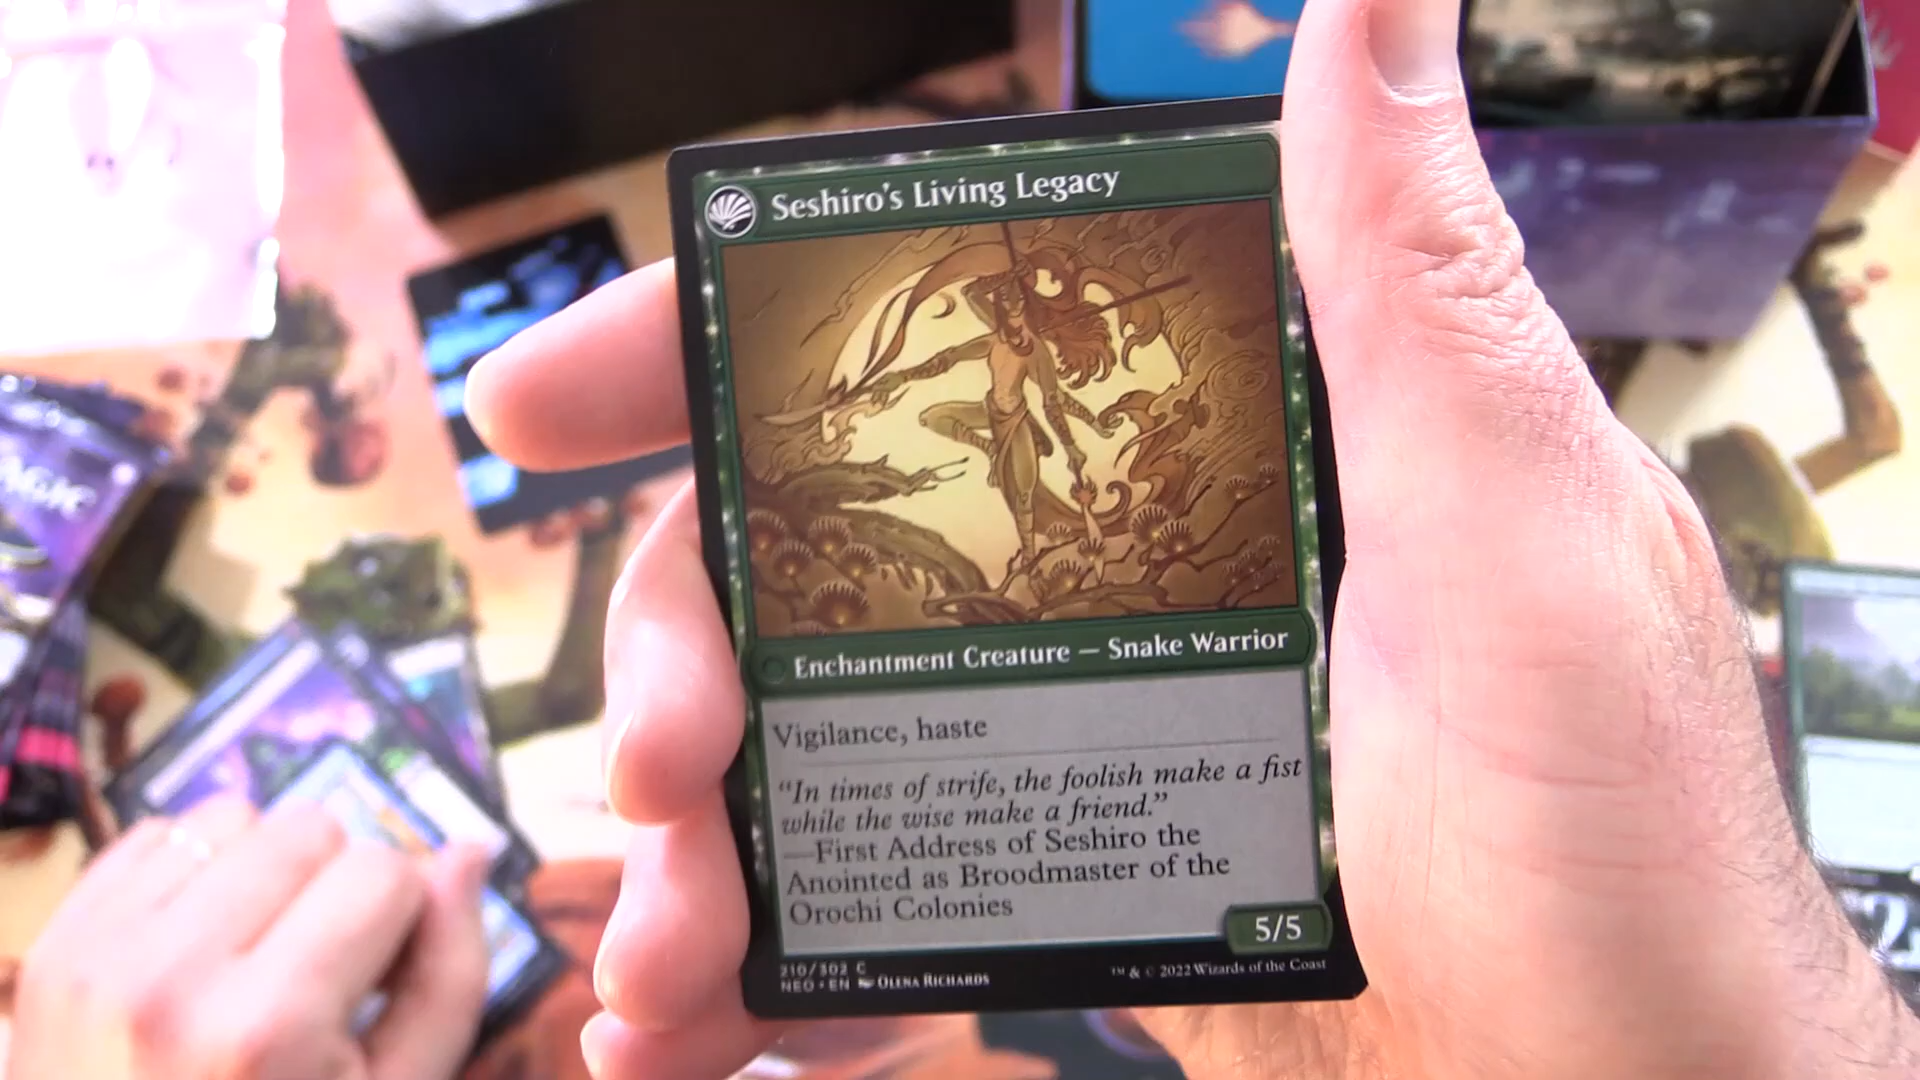 Seshiro's Living Legacy
Enchantment Creature — Snake Warrior
Vigilance, haste
"In times of strife, the foolish make a fist
while the wise make a friend."
—First Address of Seshiro the
Anointed as Broodmaster of the
Orochi Colonies
5/5
210/302 C
NEO • EN OLENA RICHARDS
™ & © 2022 Wizards of the Coast
AGIC
2